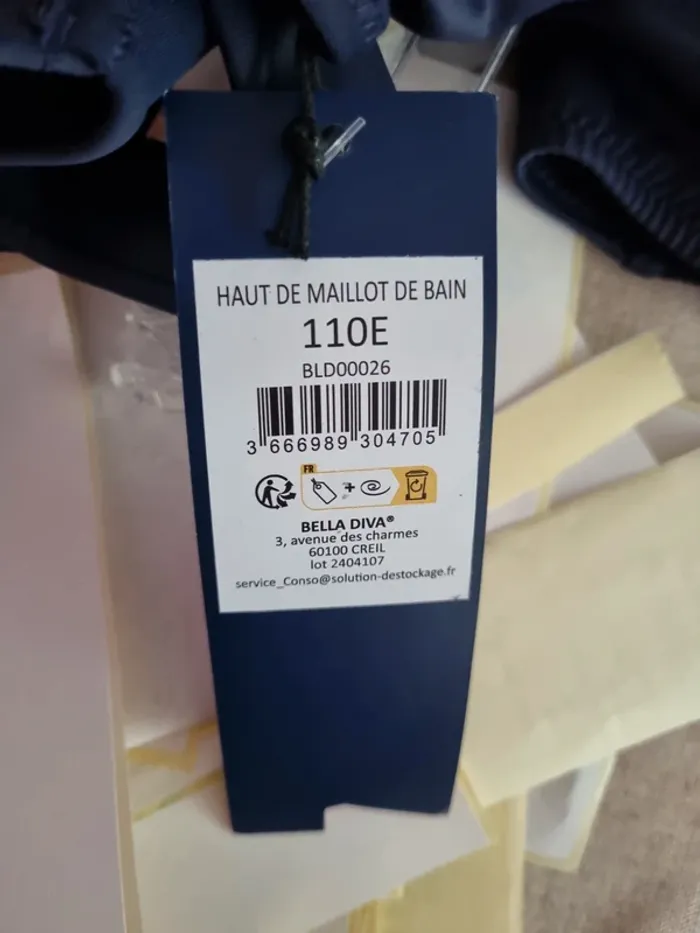 HAUT DE MAILLOT DE BAIN
110E
BLD00026
3 666989 304705
FR
BELLA DIVA®
3, avenue des charmes
60100 CREIL
lot 2404107
service_Conso@solution-destockage.fr